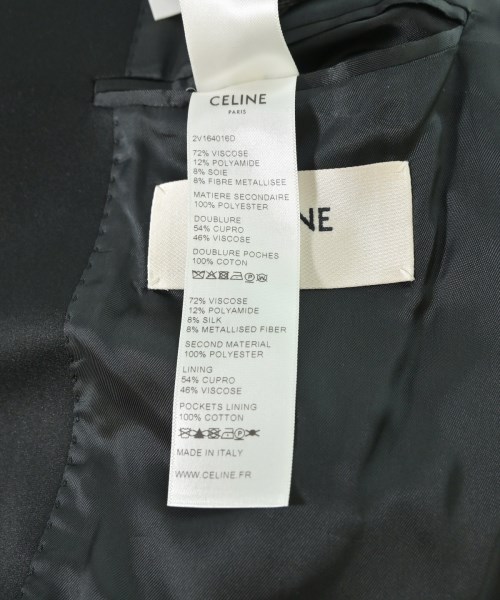 CELINE
PARIS
2V164016D
72% VISCOSE
12% POLYAMIDE
8% SOIE
8% FIBRE METALLISEE
MATIERE SECONDAIRE
100% POLYESTER
DOUBLURE
54% CUPRO
46% VISCOSE
DOUBLURE POCHES
100% COTTON
72% VISCOSE
12% POLYAMIDE
8% SILK
8% METALLISED FIBER
SECOND MATERIAL
100% POLYESTER
LINING
54% CUPRO
46% VISCOSE
POCKETS LINING
100% COTTON
MADE IN ITALY
WWW.CELINE.FR
NE